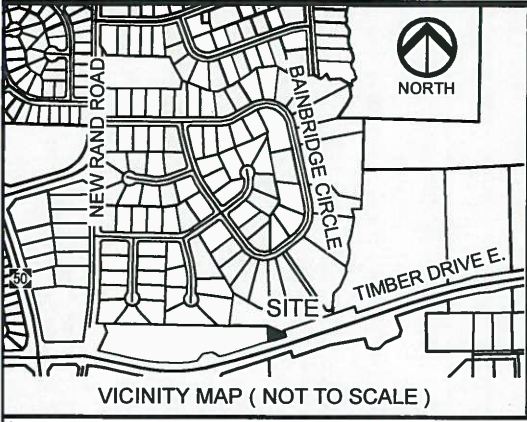 NORTH
NEW RAND ROAD
BAINBRIDGE CIRCLE
50
TIMBER DRIVE E.
SITE
VICINITY MAP ( NOT TO SCALE )